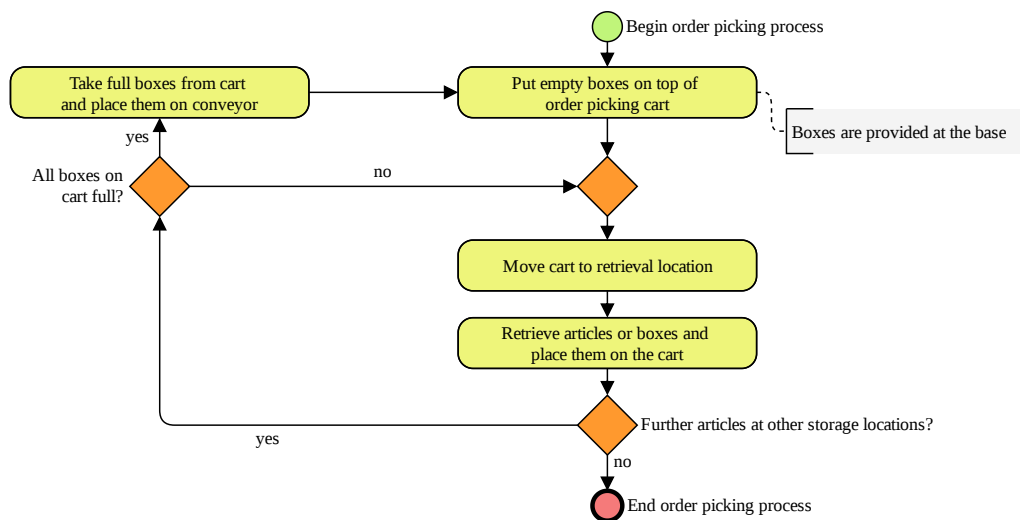 Begin order picking process
Take full boxes from cart
and place them on conveyor
Put empty boxes on top of
order picking cart
Boxes are provided at the base
yes
All boxes on
cart full?
no
Move cart to retrieval location
Retrieve articles or boxes and
place them on the cart
Further articles at other storage locations?
yes
no
End order picking process